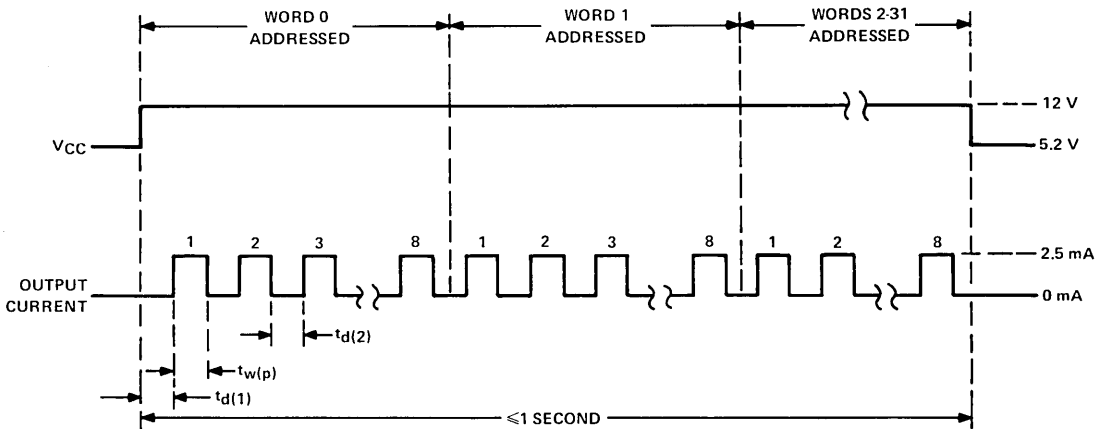 WORD 0
ADDRESSED
WORD 1
ADDRESSED
WORDS 2-31
ADDRESSED
12 V
VCC
5.2 V
1 2 3 8 1 2 3 8 1 2 8
2.5 mA
OUTPUT
CURRENT
0 mA
td(2)
tw(p)
td(1)
⩽1 SECOND